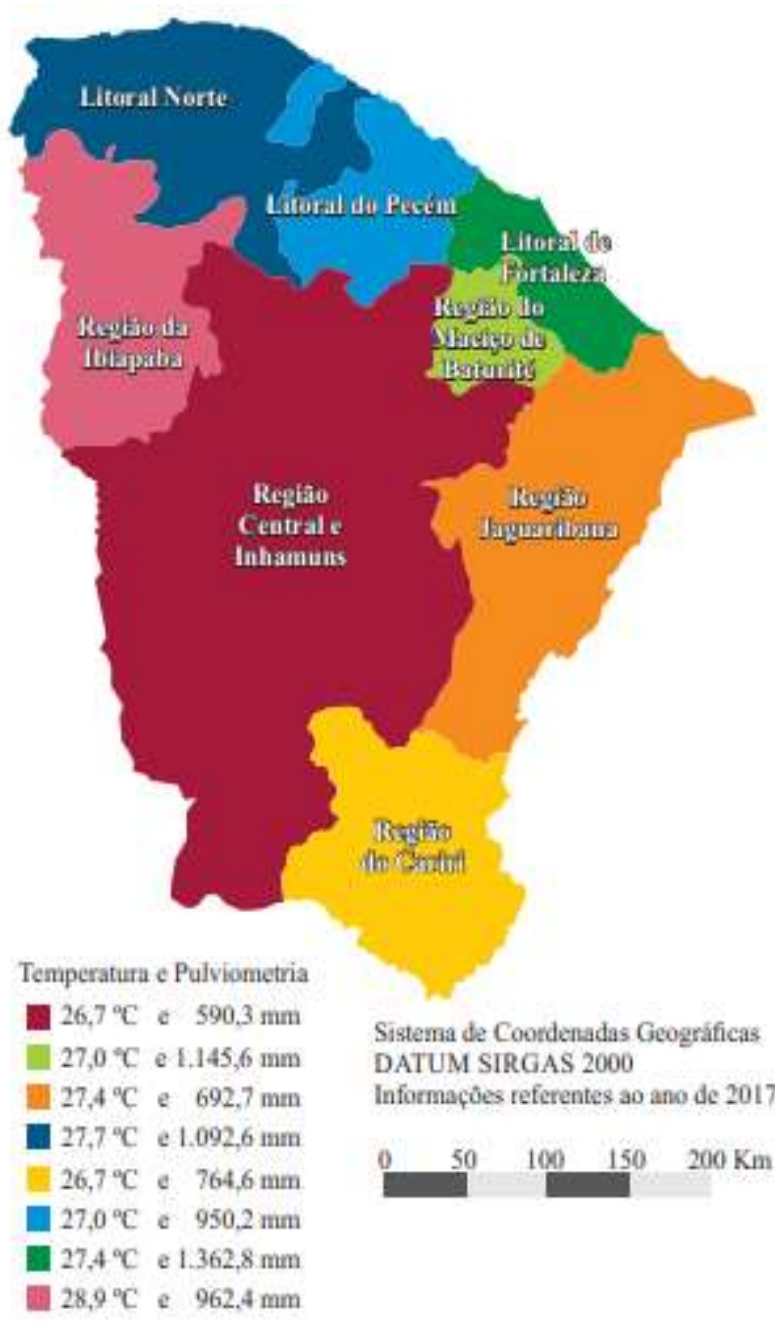 Litoral Norte
Litoral do Pecém
Litoral de
Fortaleza
Região do
Maciço de
Baturité
Região da
Ibiapaba
Região
Central e
Inhamuns
Região
Jaguaribana
Região
do Cariri
Temperatura e Pulviometria
26,7 ºC e 590,3 mm
27,0 ºC e 1.145,6 mm
27,4 ºC e 692,7 mm
27,7 ºC e 1.092,6 mm
26,7 ºC e 764,6 mm
27,0 ºC e 950,2 mm
27,4 ºC e 1.362,8 mm
28,9 ºC e 962,4 mm
Sistema de Coordenadas Geográficas
DATUM SIRGAS 2000
Informações referentes ao ano de 2017
0 50 100 150 200 Km